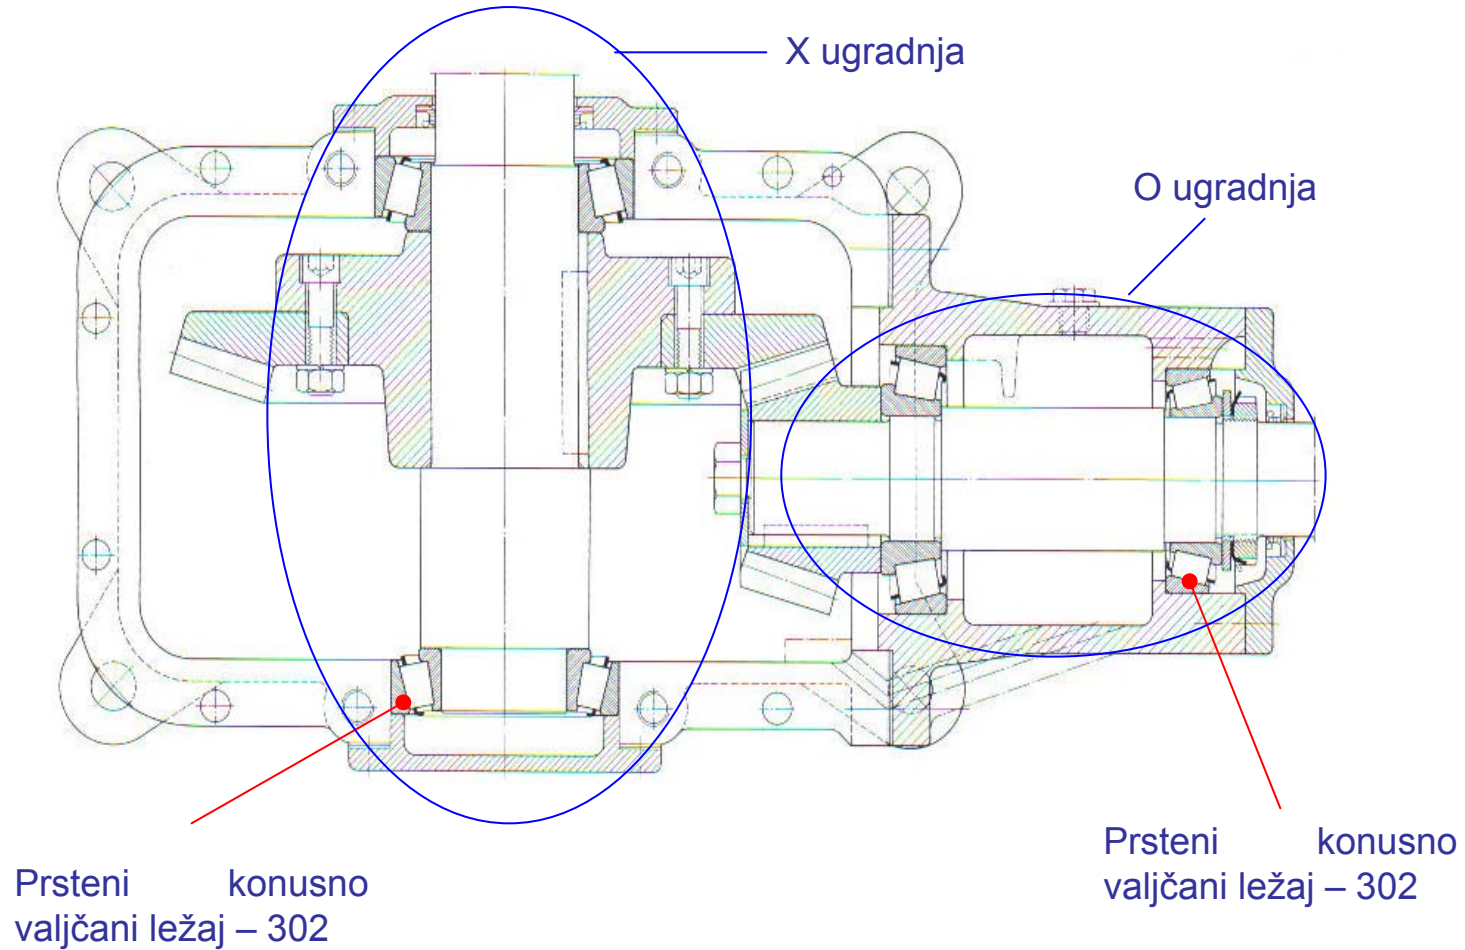 X ugradnja
O ugradnja
Prsteni konusno
valjčani ležaj – 302
Prsteni konusno
valjčani ležaj – 302